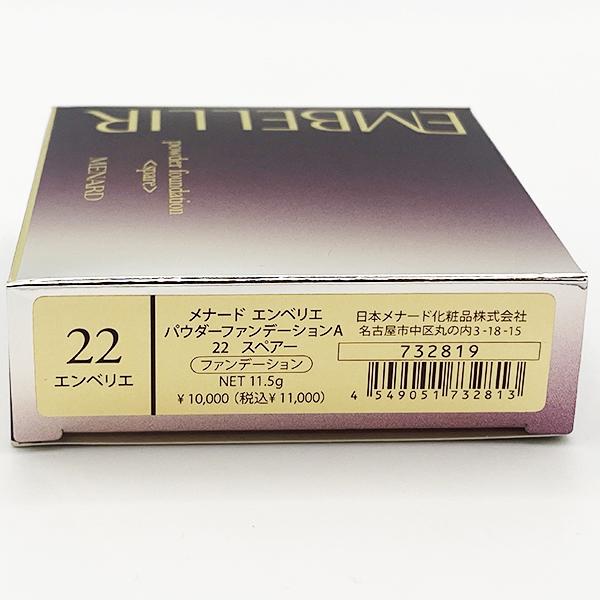 EMBELLIR
powder foundation
<spare>
MENARD
22
エンベリエ
メナード エンベリエ
パウダーファンデーションA
22 スペアー
ファンデーション
NET 11.5g
¥10,000(税込¥11,000)
日本メナード化粧品株式会社
名古屋市中区丸の内3-18-15
732819
4 549051 732813